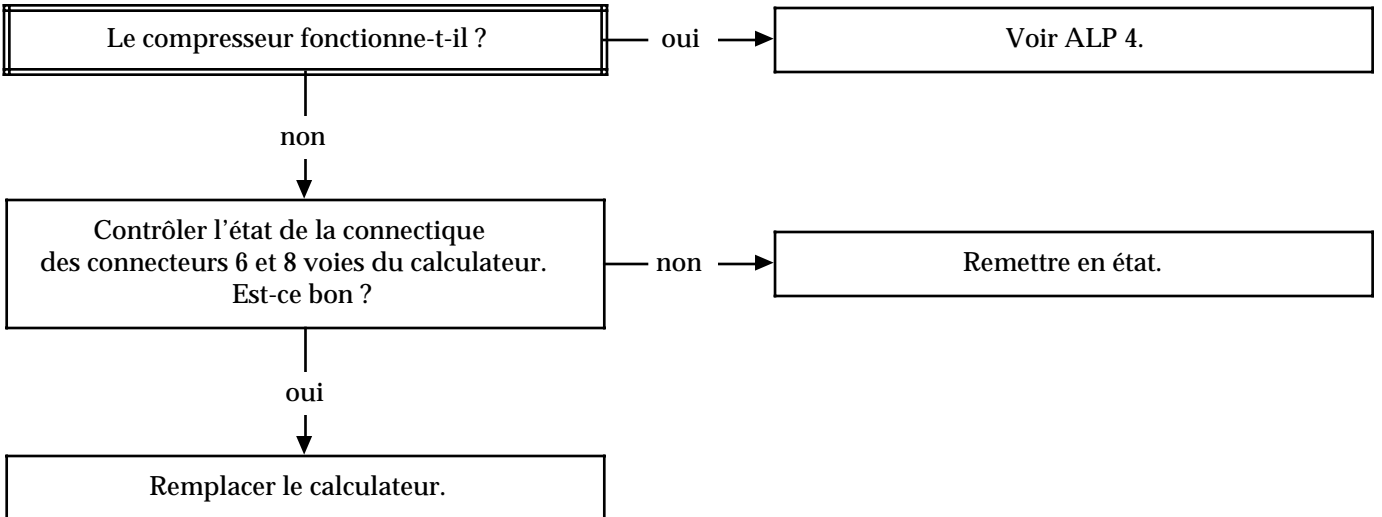 Le compresseur fonctionne-t-il ?
oui
Voir ALP 4.
non
Contrôler l’état de la connectique
des connecteurs 6 et 8 voies du calculateur.
Est-ce bon ?
non
Remettre en état.
oui
Remplacer le calculateur.